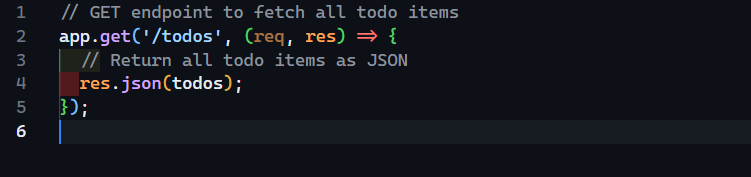 1 // GET endpoint to fetch all todo items
2 app.get('/todos', (req, res) => {
3   // Return all todo items as JSON
4   res.json(todos);
5 });
6